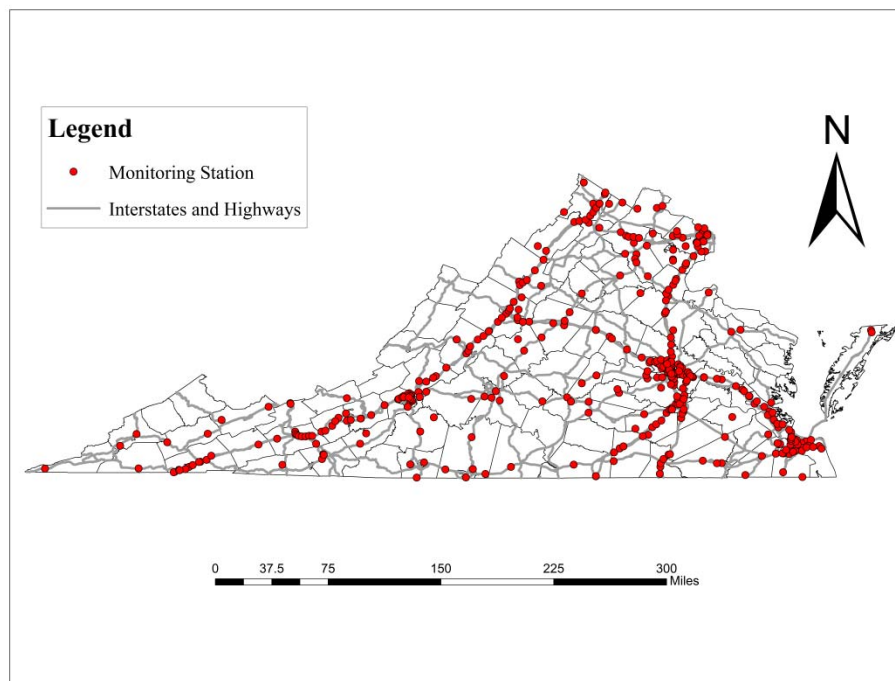 Legend
Monitoring Station
Interstates and Highways
N
0 37.5 75 150 225 300
Miles